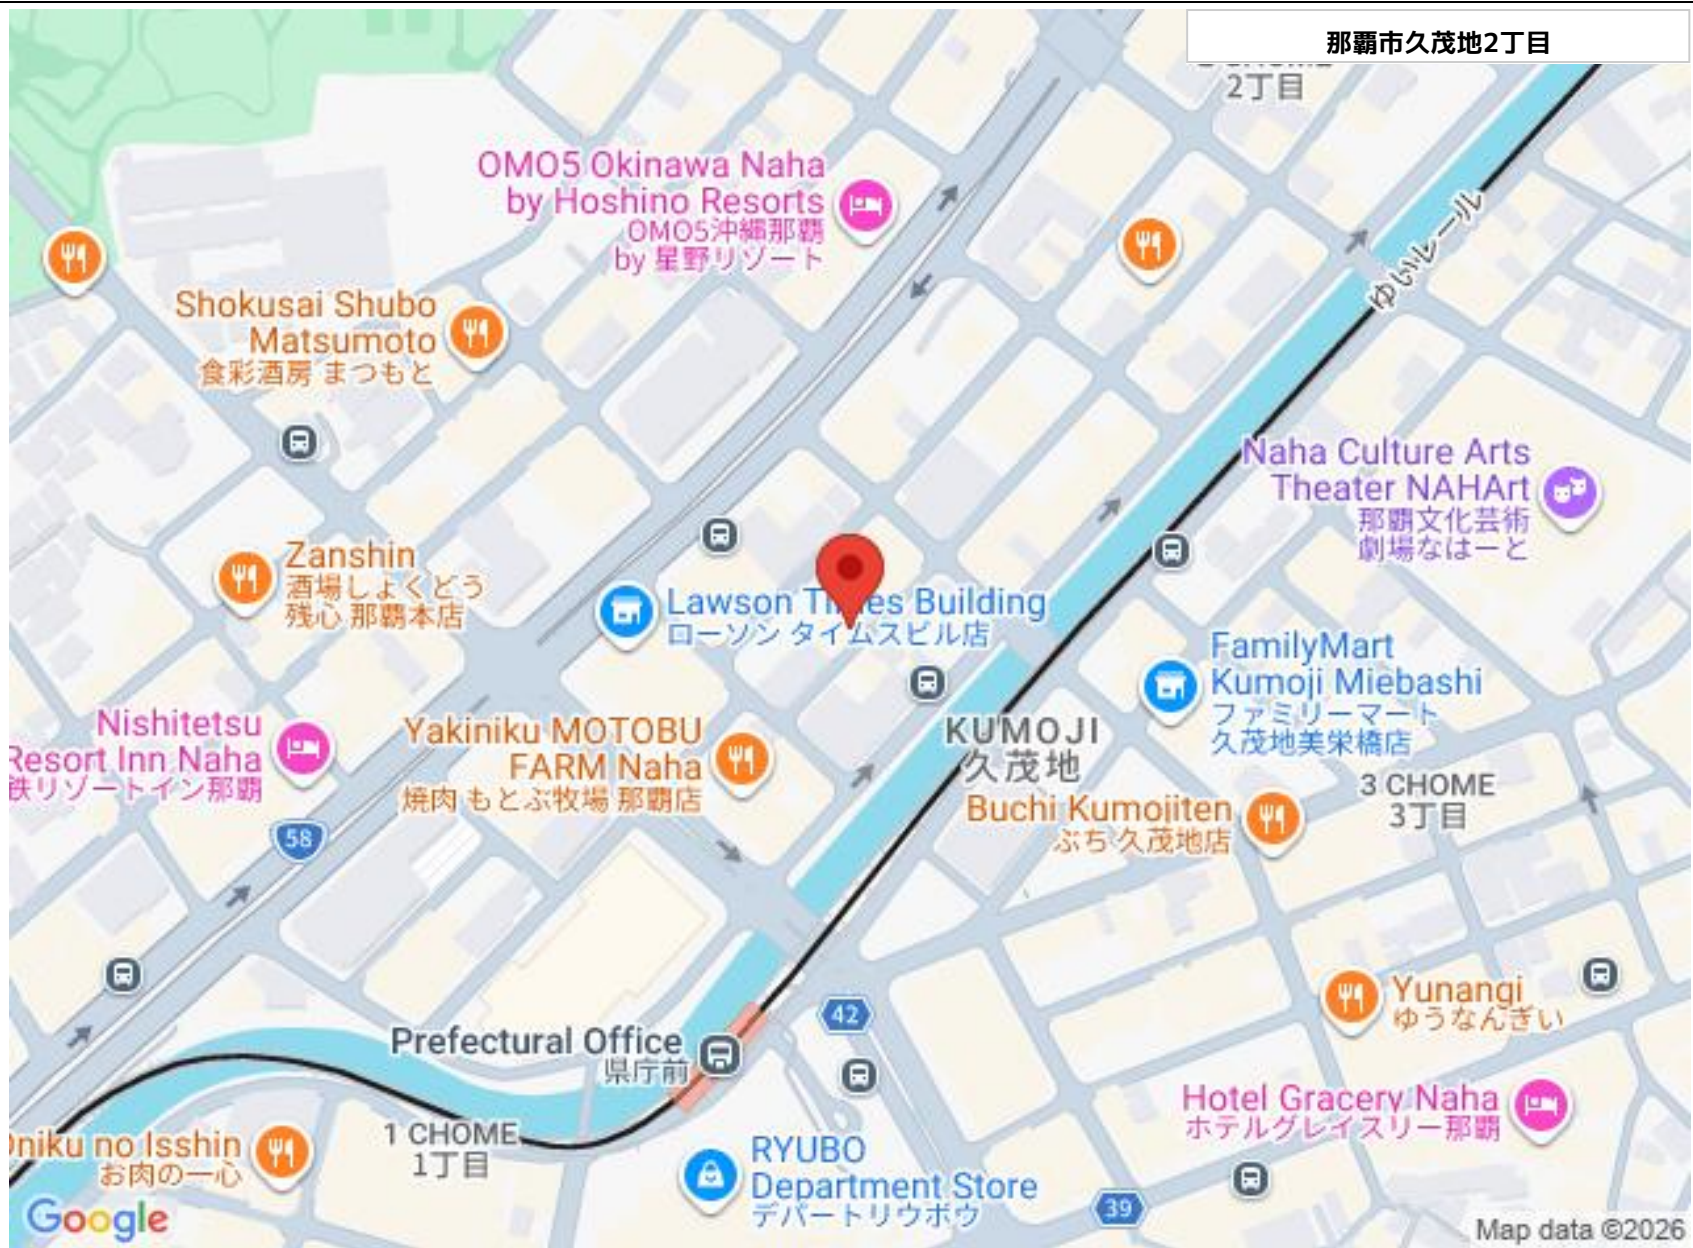 那覇市久茂地2丁目
2丁目
OMO5 Okinawa Naha
by Hoshino Resorts
OMO5沖縄那覇
by 星野リゾート
ゆいレール
Shokusai Shubo
Matsumoto
食彩酒房 まつもと
Naha Culture Arts
Theater NAHArt
那覇文化芸術
劇場なはーと
Zanshin
酒場しょくどう
残心 那覇本店
Lawson Times Building
ローソン タイムスビル店
FamilyMart
Kumoji Miebashi
ファミリーマート
久茂地美栄橋店
Nishitetsu
Resort Inn Naha
鉄リゾートイン那覇
Yakiniku MOTOBU
FARM Naha
焼肉 もとぶ牧場 那覇店
KUMOJI
久茂地
3 CHOME
3丁目
Buchi Kumojiten
ぶち 久茂地店
58
Yunangi
ゆうなんぎい
42
Prefectural Office
県庁前
Hotel Gracery Naha
ホテルグレイスリー那覇
1 CHOME
1丁目
Oniku no Isshin
お肉の一心
RYUBO
Department Store
デパートリウボウ
39
Google
Map data ©2026